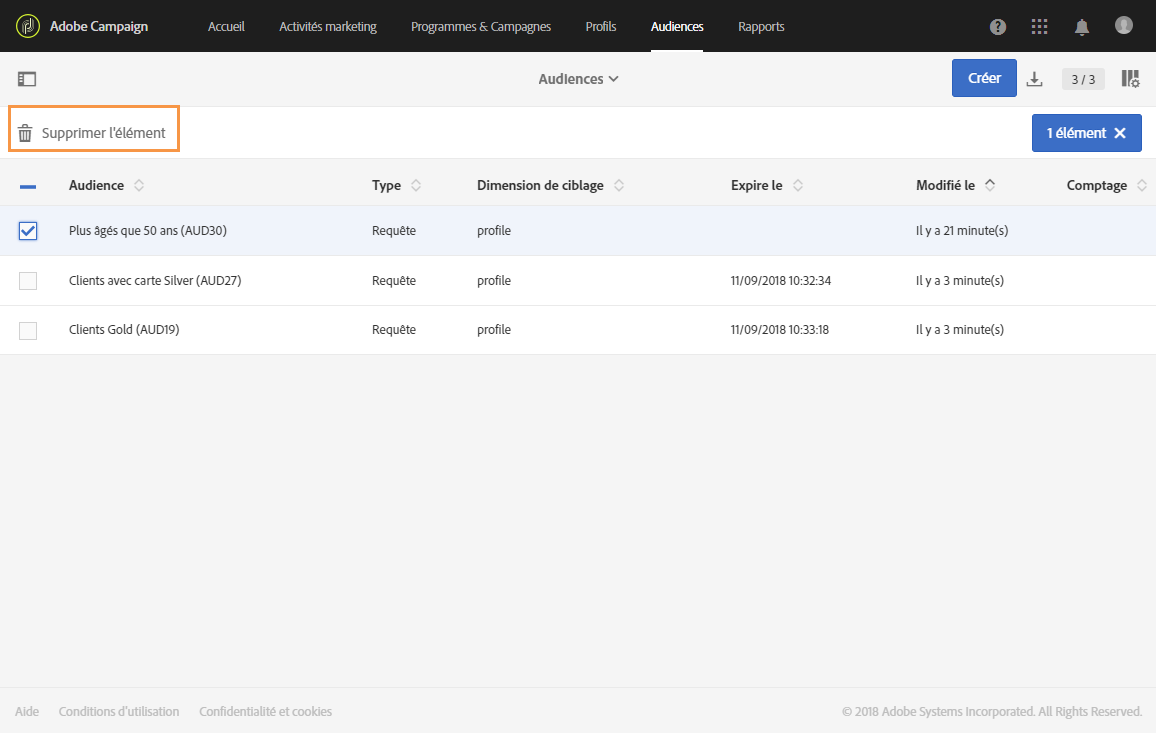 Adobe Campaign Accueil Activités marketing Programmes & Campagnes Profils Audiences Rapports ?
Audiences Créer 3 / 3
Supprimer l'élément 1 élément
Audience Type Dimension de ciblage Expire le Modifié le Comptage
Plus âgés que 50 ans (AUD30) Requête profile Il y a 21 minute(s)
Clients avec carte Silver (AUD27) Requête profile 11/09/2018 10:32:34 Il y a 3 minute(s)
Clients Gold (AUD19) Requête profile 11/09/2018 10:33:18 Il y a 3 minute(s)
Aide Conditions d'utilisation Confidentialité et cookies © 2018 Adobe Systems Incorporated. All Rights Reserved.